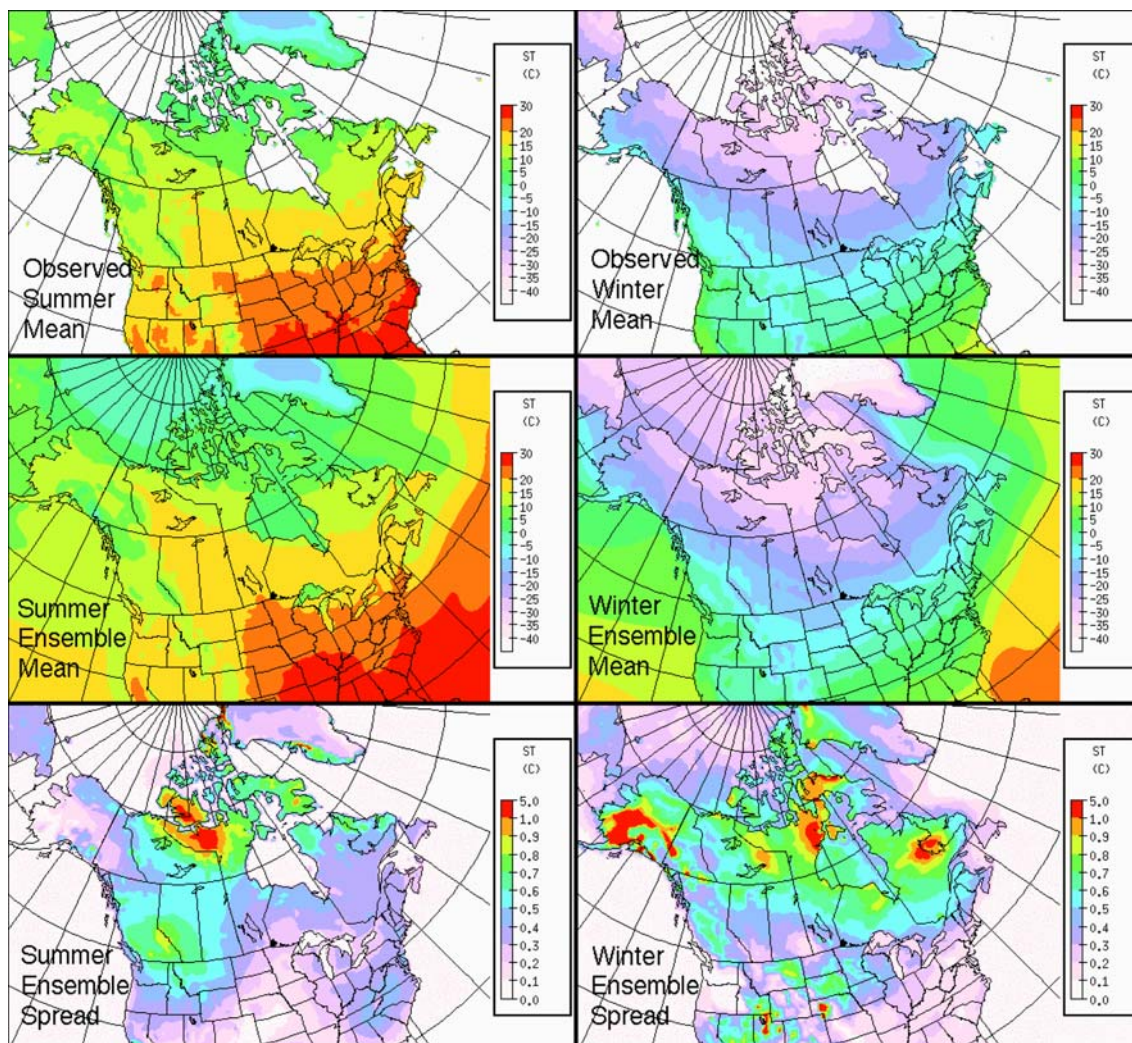 Observed
Summer
Mean
ST
(C)
30
20
15
10
5
0
-5
-10
-15
-20
-25
-30
-35
-40
Observed
Winter
Mean
ST
(C)
30
20
15
10
5
0
-5
-10
-15
-20
-25
-30
-35
-40
Summer
Ensemble
Mean
ST
(C)
30
20
15
10
5
0
-5
-10
-15
-20
-25
-30
-35
-40
Winter
Ensemble
Mean
ST
(C)
30
20
15
10
5
0
-5
-10
-15
-20
-25
-30
-35
-40
Summer
Ensemble
Spread
ST
(C)
5.0
1.0
0.9
0.8
0.7
0.6
0.5
0.4
0.3
0.2
0.1
0.0
Winter
Ensemble
Spread
ST
(C)
5.0
1.0
0.9
0.8
0.7
0.6
0.5
0.4
0.3
0.2
0.1
0.0